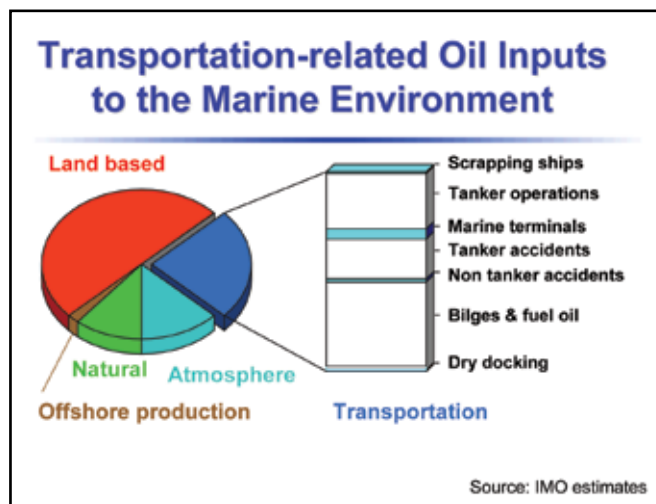 Transportation-related Oil Inputs
to the Marine Environment
Land based
Scrapping ships
Tanker operations
Marine terminals
Tanker accidents
Non tanker accidents
Bilges & fuel oil
Dry docking
Natural
Atmosphere
Offshore production
Transportation
Source: IMO estimates